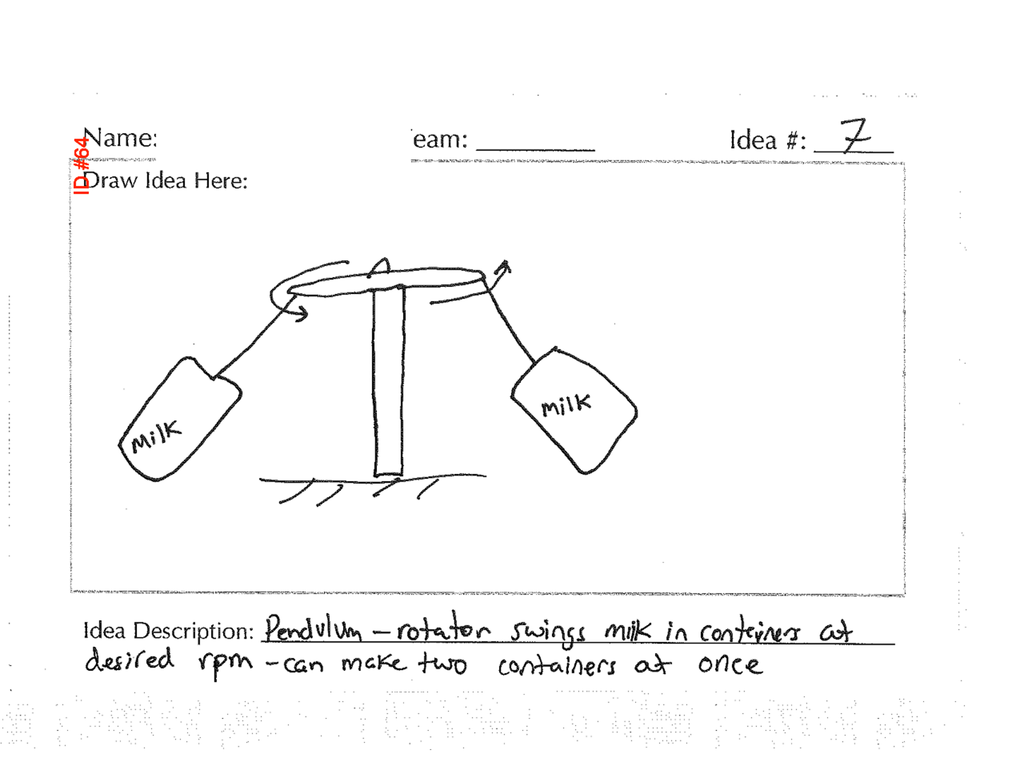 ID #64
Name: eam: Idea #: 7
Draw Idea Here:
Milk
Milk
Idea Description: Pendulum – rotator swings milk in containers at
desired rpm – can make two containers at once